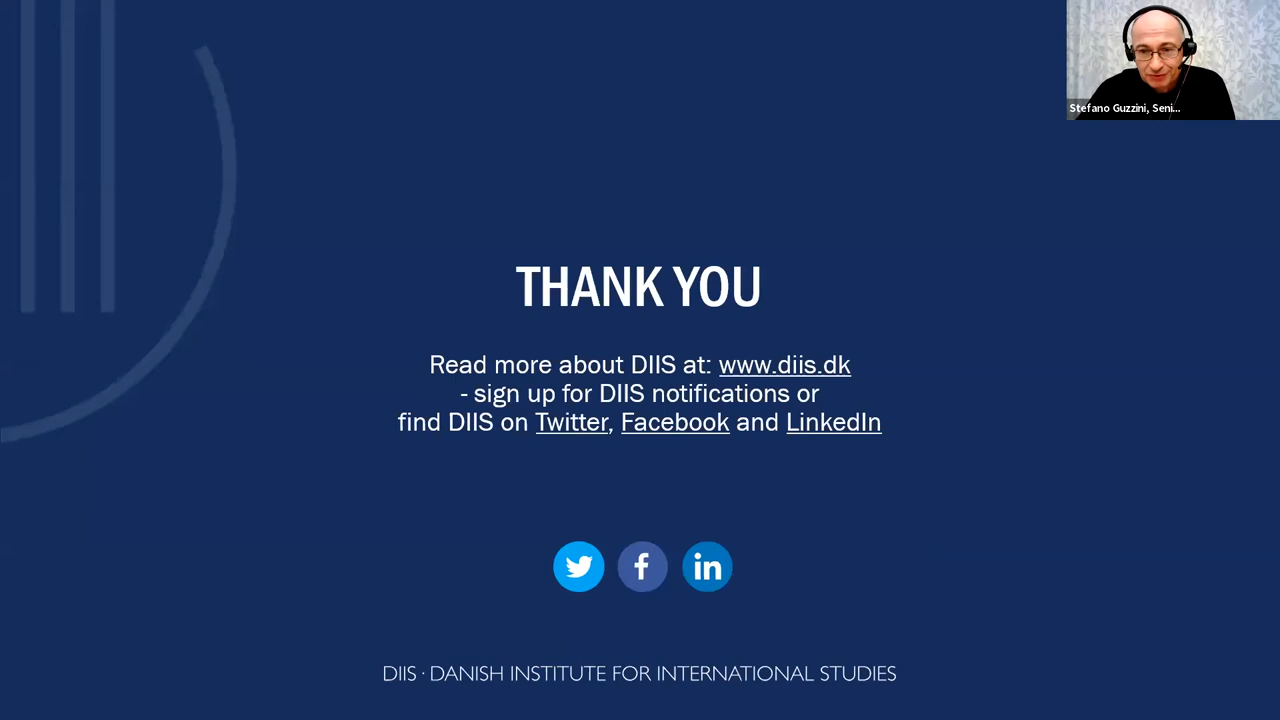 Stefano Guzzini, Seni...
THANK YOU
Read more about DIIS at: www.diis.dk
- sign up for DIIS notifications or
find DIIS on Twitter, Facebook and LinkedIn
f
in
DIIS · DANISH INSTITUTE FOR INTERNATIONAL STUDIES